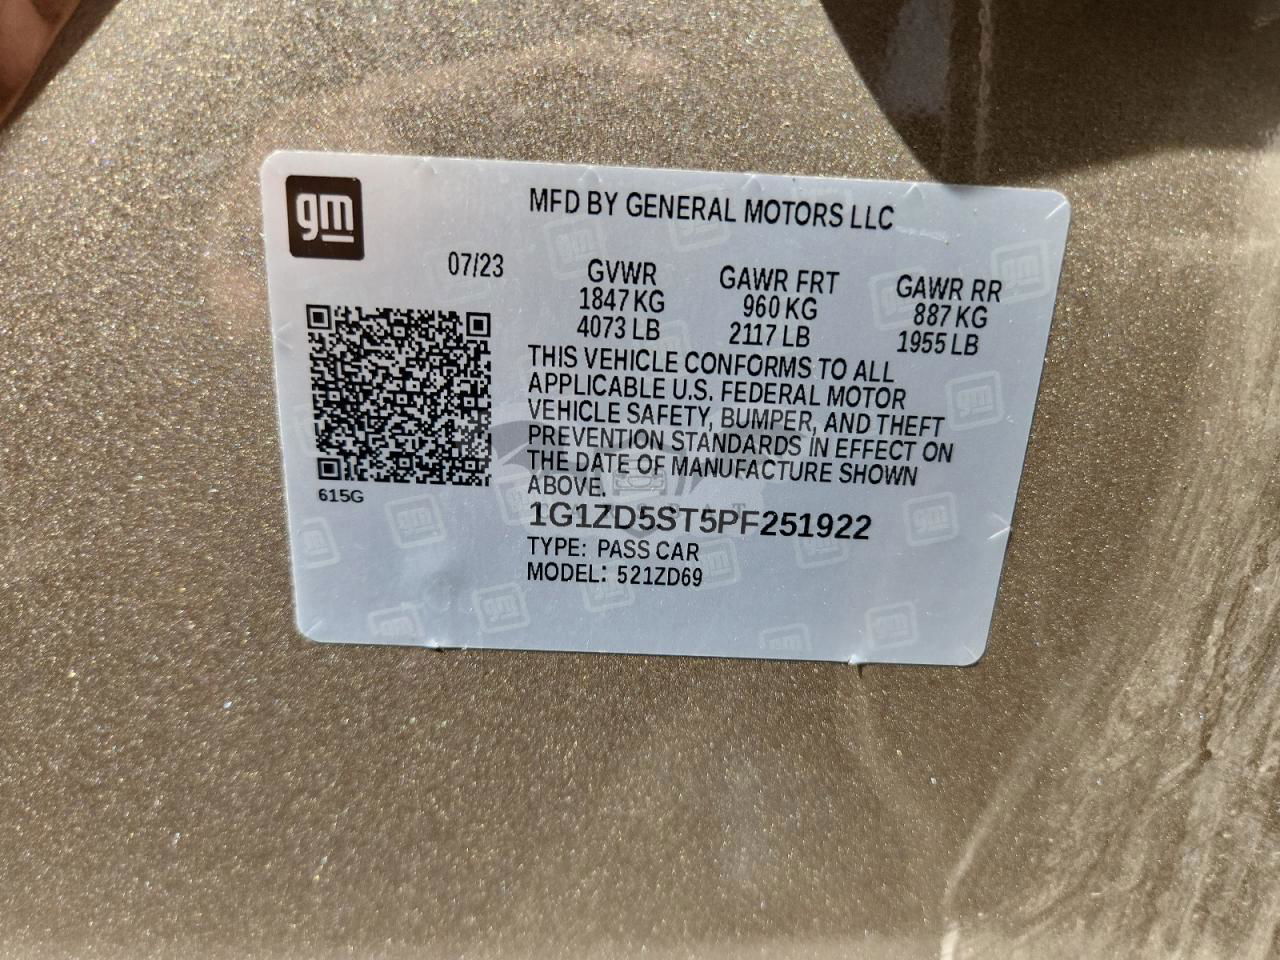 gm
MFD BY GENERAL MOTORS LLC
07/23
GVWR GAWR FRT GAWR RR
1847 KG 960 KG 887 KG
4073 LB 2117 LB 1955 LB
THIS VEHICLE CONFORMS TO ALL
APPLICABLE U.S. FEDERAL MOTOR
VEHICLE SAFETY, BUMPER, AND THEFT
PREVENTION STANDARDS IN EFFECT ON
THE DATE OF MANUFACTURE SHOWN
ABOVE.
615G
1G1ZD5ST5PF251922
TYPE: PASS CAR
MODEL: 521ZD69